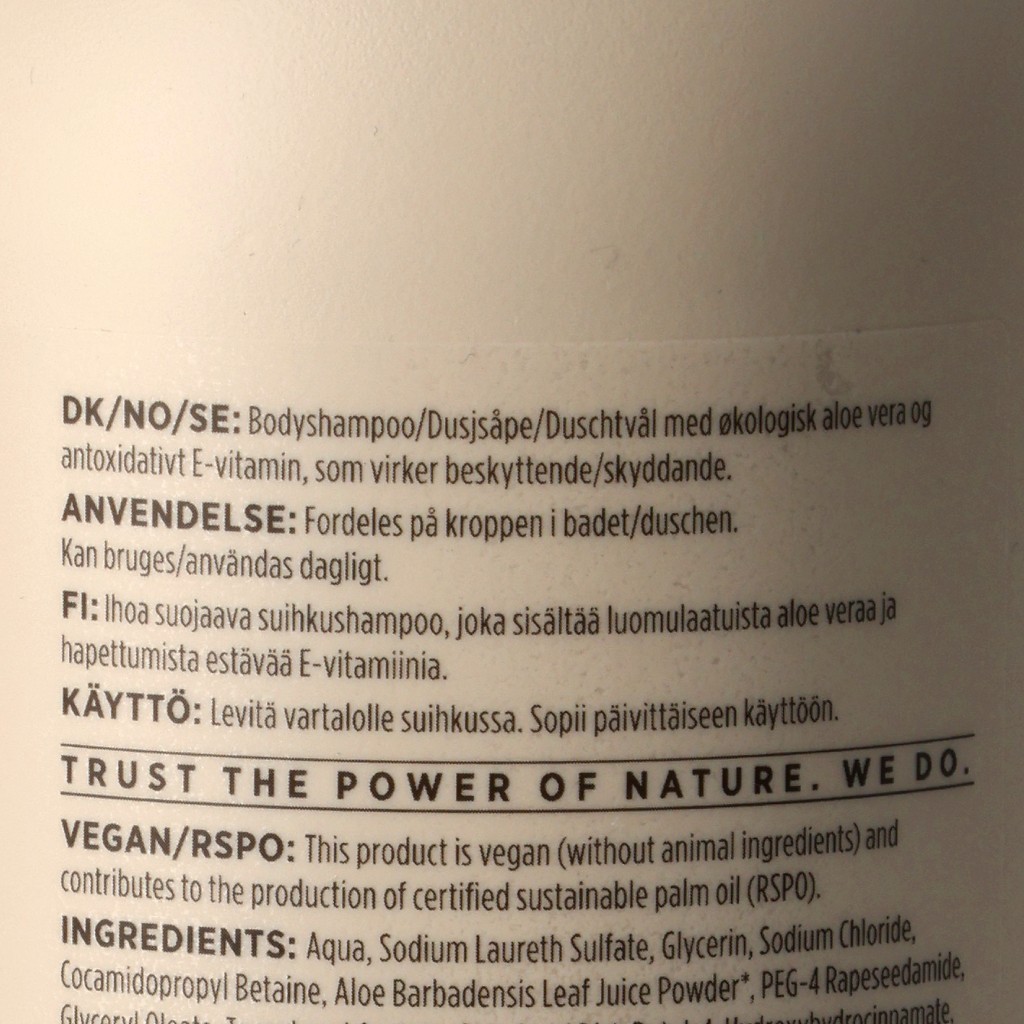 DK/NO/SE: Bodyshampoo/Dusjsåpe/Duschtvål med økologisk aloe vera og
antoxidativt E-vitamin, som virker beskyttende/skyddande.
ANVENDELSE: Fordeles på kroppen i badet/duschen.
Kan bruges/användas dagligt.
FI: Ihoa suojaava suihkushampoo, joka sisältää luomulaatuista aloe veraa ja
hapettumista estävää E-vitamiinia.
KÄYTTÖ: Levitä vartalolle suihkussa. Sopii päivittäiseen käyttöön.
TRUST THE POWER OF NATURE. WE DO.
VEGAN/RSPO: This product is vegan (without animal ingredients) and
contributes to the production of certified sustainable palm oil (RSPO).
INGREDIENTS: Aqua, Sodium Laureth Sulfate, Glycerin, Sodium Chloride,
Cocamidopropyl Betaine, Aloe Barbadensis Leaf Juice Powder*, PEG-4 Rapeseedamide,
Glyceryl Oleate,